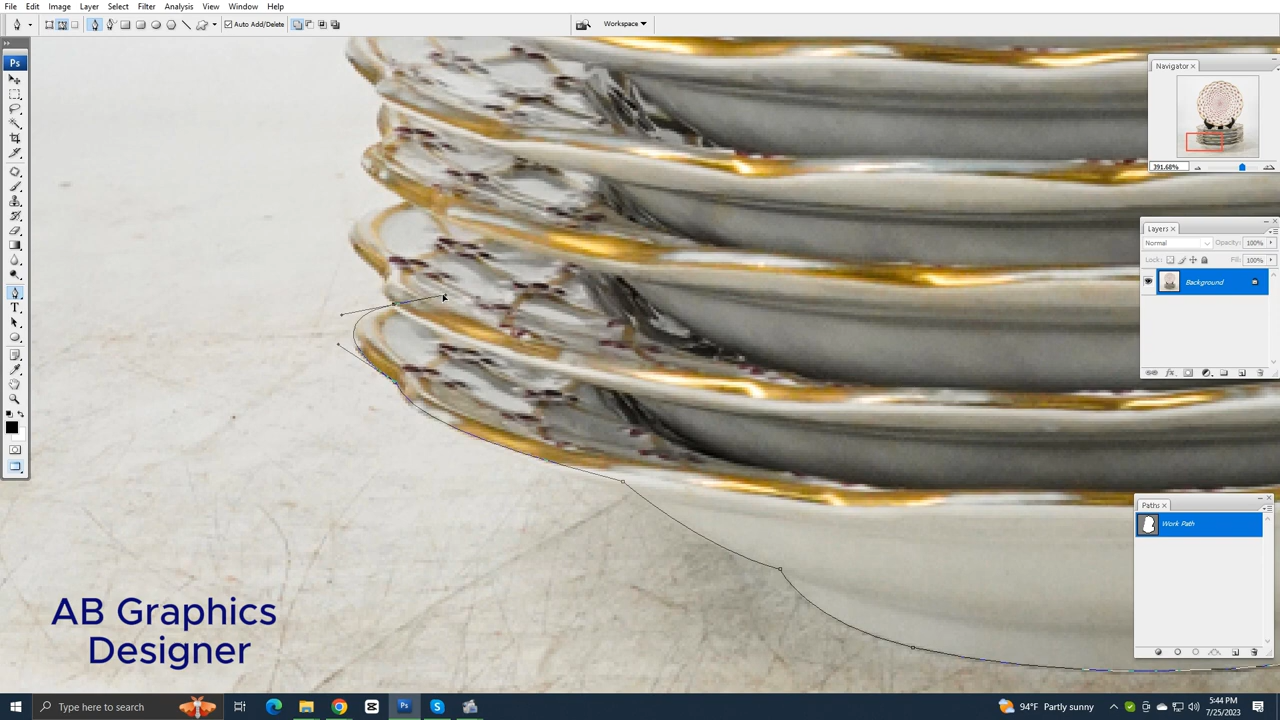 File Edit Image Layer Select Filter Analysis View Window Help
Auto Add/Delete
Workspace
Ps
Navigator
391.68%
Layers
Normal
Opacity: 100%
Lock:
Fill: 100%
Background
Paths
Work Path
AB Graphics
Designer
Type here to search
Ps
94°F Partly sunny
5:44 PM
7/25/2023